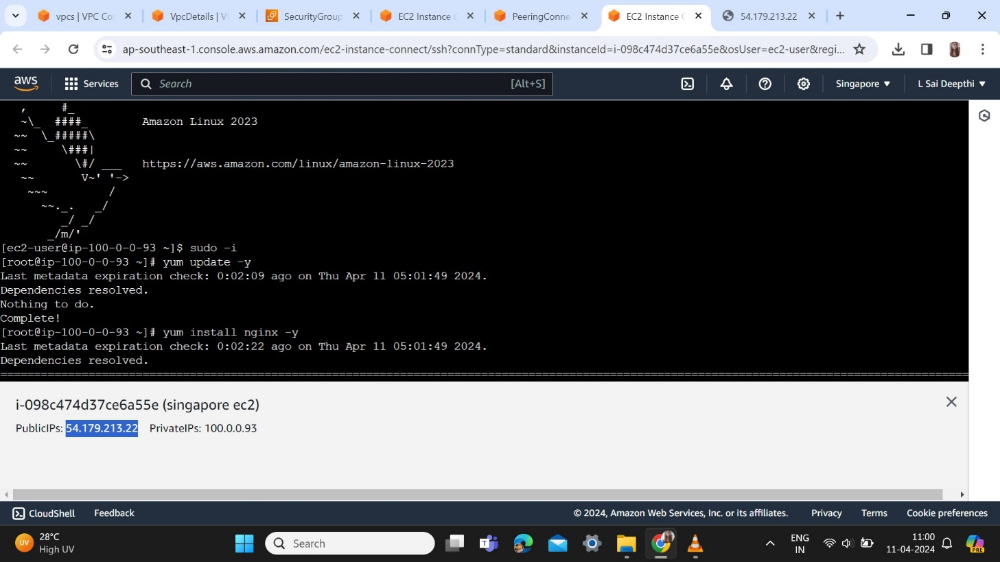 vpcs | VPC Co
VpcDetails | V
SecurityGroup
EC2 Instance C
PeeringConne
EC2 Instance C
54.179.213.22
ap-southeast-1.console.aws.amazon.com/ec2-instance-connect/ssh?connType=standard&instanceId=i-098c474d37ce6a55e&osUser=ec2-user&regi...
aws
Services
Search
[Alt+S]
Singapore
L Sai Deepthi
,      #_
~\_  ####_        Amazon Linux 2023
~~  \_#####\
~~     \###|
~~       \#/ ___   https://aws.amazon.com/linux/amazon-linux-2023
~~       V~' '->
~~~         /
~~._.   _/
_/ _/
_/m/'
[ec2-user@ip-100-0-0-93 ~]$ sudo -i
[root@ip-100-0-0-93 ~]# yum update -y
Last metadata expiration check: 0:02:09 ago on Thu Apr 11 05:01:49 2024.
Dependencies resolved.
Nothing to do.
Complete!
[root@ip-100-0-0-93 ~]# yum install nginx -y
Last metadata expiration check: 0:02:22 ago on Thu Apr 11 05:01:49 2024.
Dependencies resolved.
i-098c474d37ce6a55e (singapore ec2)
PublicIPs: 54.179.213.22 PrivateIPs: 100.0.0.93
CloudShell
Feedback
© 2024, Amazon Web Services, Inc. or its affiliates.
Privacy
Terms
Cookie preferences
UV
28°C
High UV
Search
ENG
IN
11:00
11-04-2024
PRE